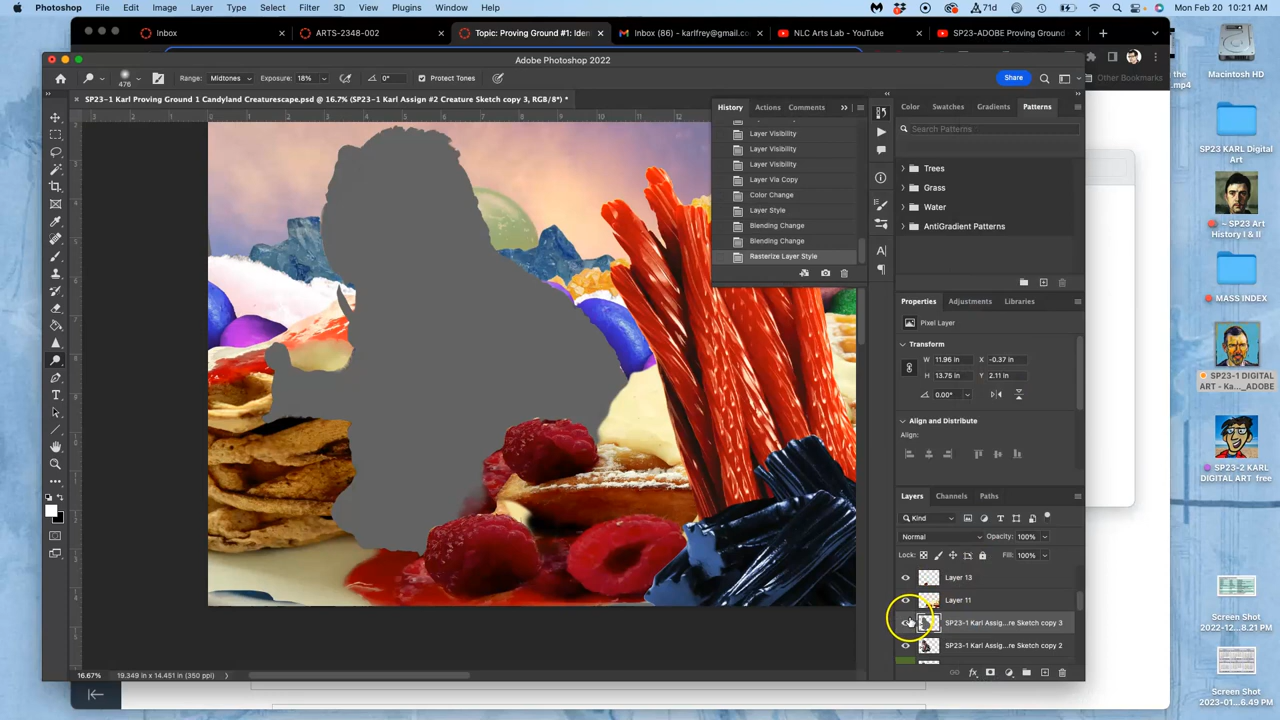 Photoshop File Edit Image Layer Type Select Filter 3D View Plugins Window Help 71d Mon Feb 20 10:21 AM
Inbox ARTS-2348-002 Topic: Proving Ground #1: Iden Inbox (86) - karlfrey@gmail.co NLC Arts Lab - YouTube SP23-ADOBE Proving Ground
Adobe Photoshop 2022
Other Bookmarks
476 Range: Midtones Exposure: 18% 0° Protect Tones Share
SP23-1 Karl Proving Ground 1 Candyland Creaturescape.psd @ 16.7% (SP23-1 Karl Assign #2 Creature Sketch copy 3, RGB/8*) *
History Actions Comments
Layer Visibility
Layer Visibility
Layer Visibility
Layer Via Copy
Color Change
Layer Style
Blending Change
Blending Change
Rasterize Layer Style
Color Swatches Gradients Patterns
Search Patterns
Trees
Grass
Water
AntiGradient Patterns
Properties Adjustments Libraries
Pixel Layer
Transform
W 11.96 in X -0.37 in
H 13.75 in Y 2.11 in
0.00°
Align and Distribute
Align:
Layers Channels Paths
Kind
Normal Opacity: 100%
Lock: Fill: 100%
Layer 13
Layer 11
SP23-1 Karl Assig...re Sketch copy 3
SP23-1 Karl Assig...re Sketch copy 2
16.67% 19.349 in x 14.451 in (350 ppi)
the
.mp4
Macintosh HD
SP23 KARL Digital
Art
~ SP23 Art
History I & II
MASS INDEX
SP23-1 DIGITAL
ART - Ka..._ADOBE
SP23-2 KARL
DIGITAL ART free
Screen Shot
2022-12...8.21 PM
Screen Shot
2023-01...6.49 PM